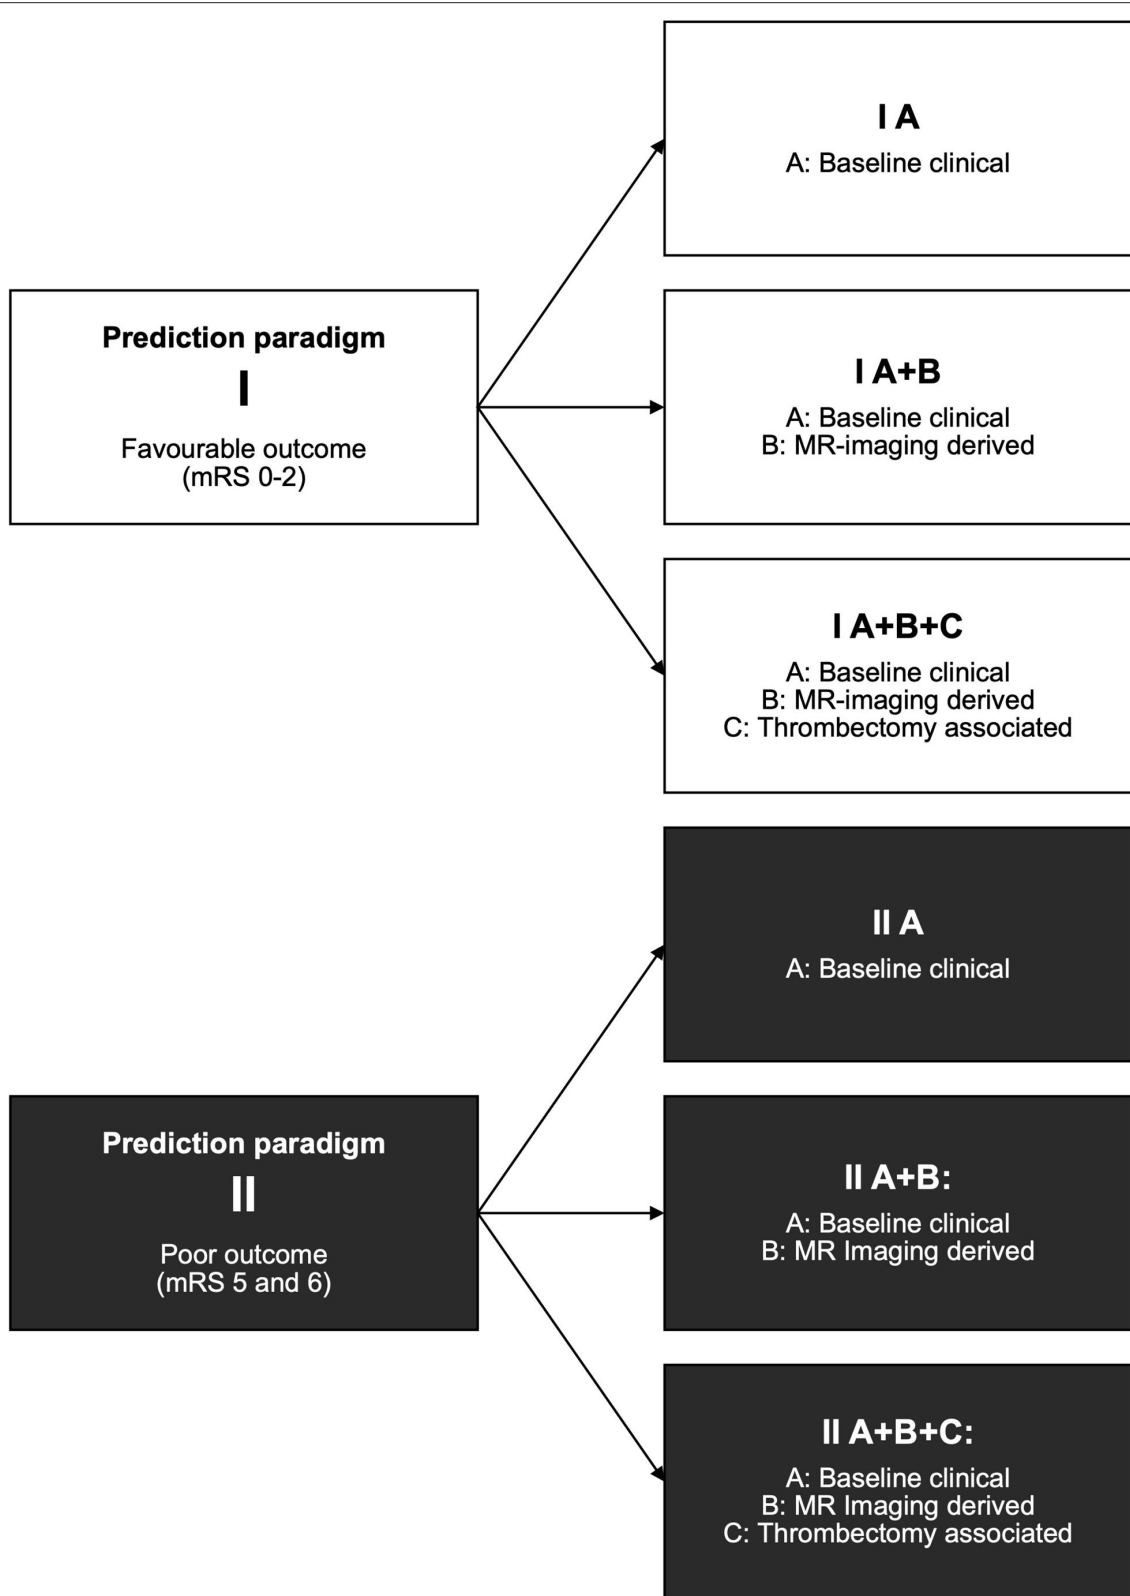 I A
A: Baseline clinical
Prediction paradigm
I
Favourable outcome
(mRS 0-2)
I A+B
A: Baseline clinical
B: MR-imaging derived
I A+B+C
A: Baseline clinical
B: MR-imaging derived
C: Thrombectomy associated
II A
A: Baseline clinical
Prediction paradigm
II
Poor outcome
(mRS 5 and 6)
II A+B:
A: Baseline clinical
B: MR Imaging derived
II A+B+C:
A: Baseline clinical
B: MR Imaging derived
C: Thrombectomy associated